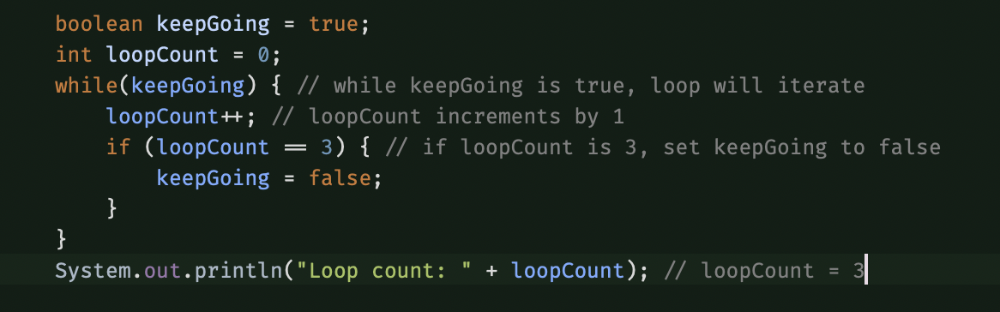 boolean keepGoing = true;
int loopCount = 0;
while(keepGoing) { // while keepGoing is true, loop will iterate
    loopCount++; // loopCount increments by 1
    if (loopCount == 3) { // if loopCount is 3, set keepGoing to false
        keepGoing = false;
    }
}
System.out.println("Loop count: " + loopCount); // loopCount = 3